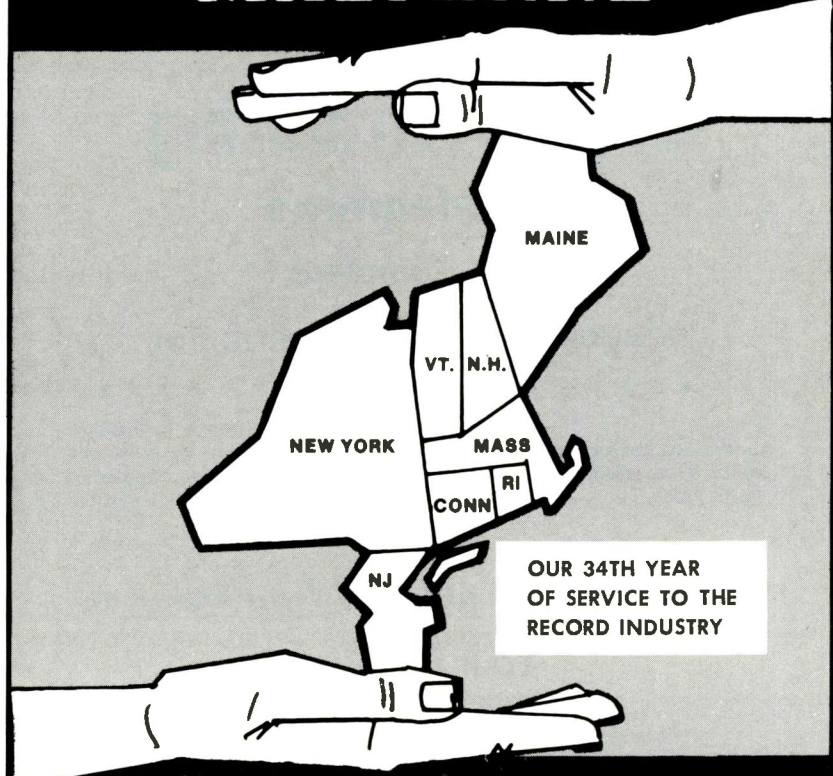 MAINE
VT. N.H.
NEW YORK
MASS
RI
CONN
NJ
OUR 34TH YEAR
OF SERVICE TO THE
RECORD INDUSTRY